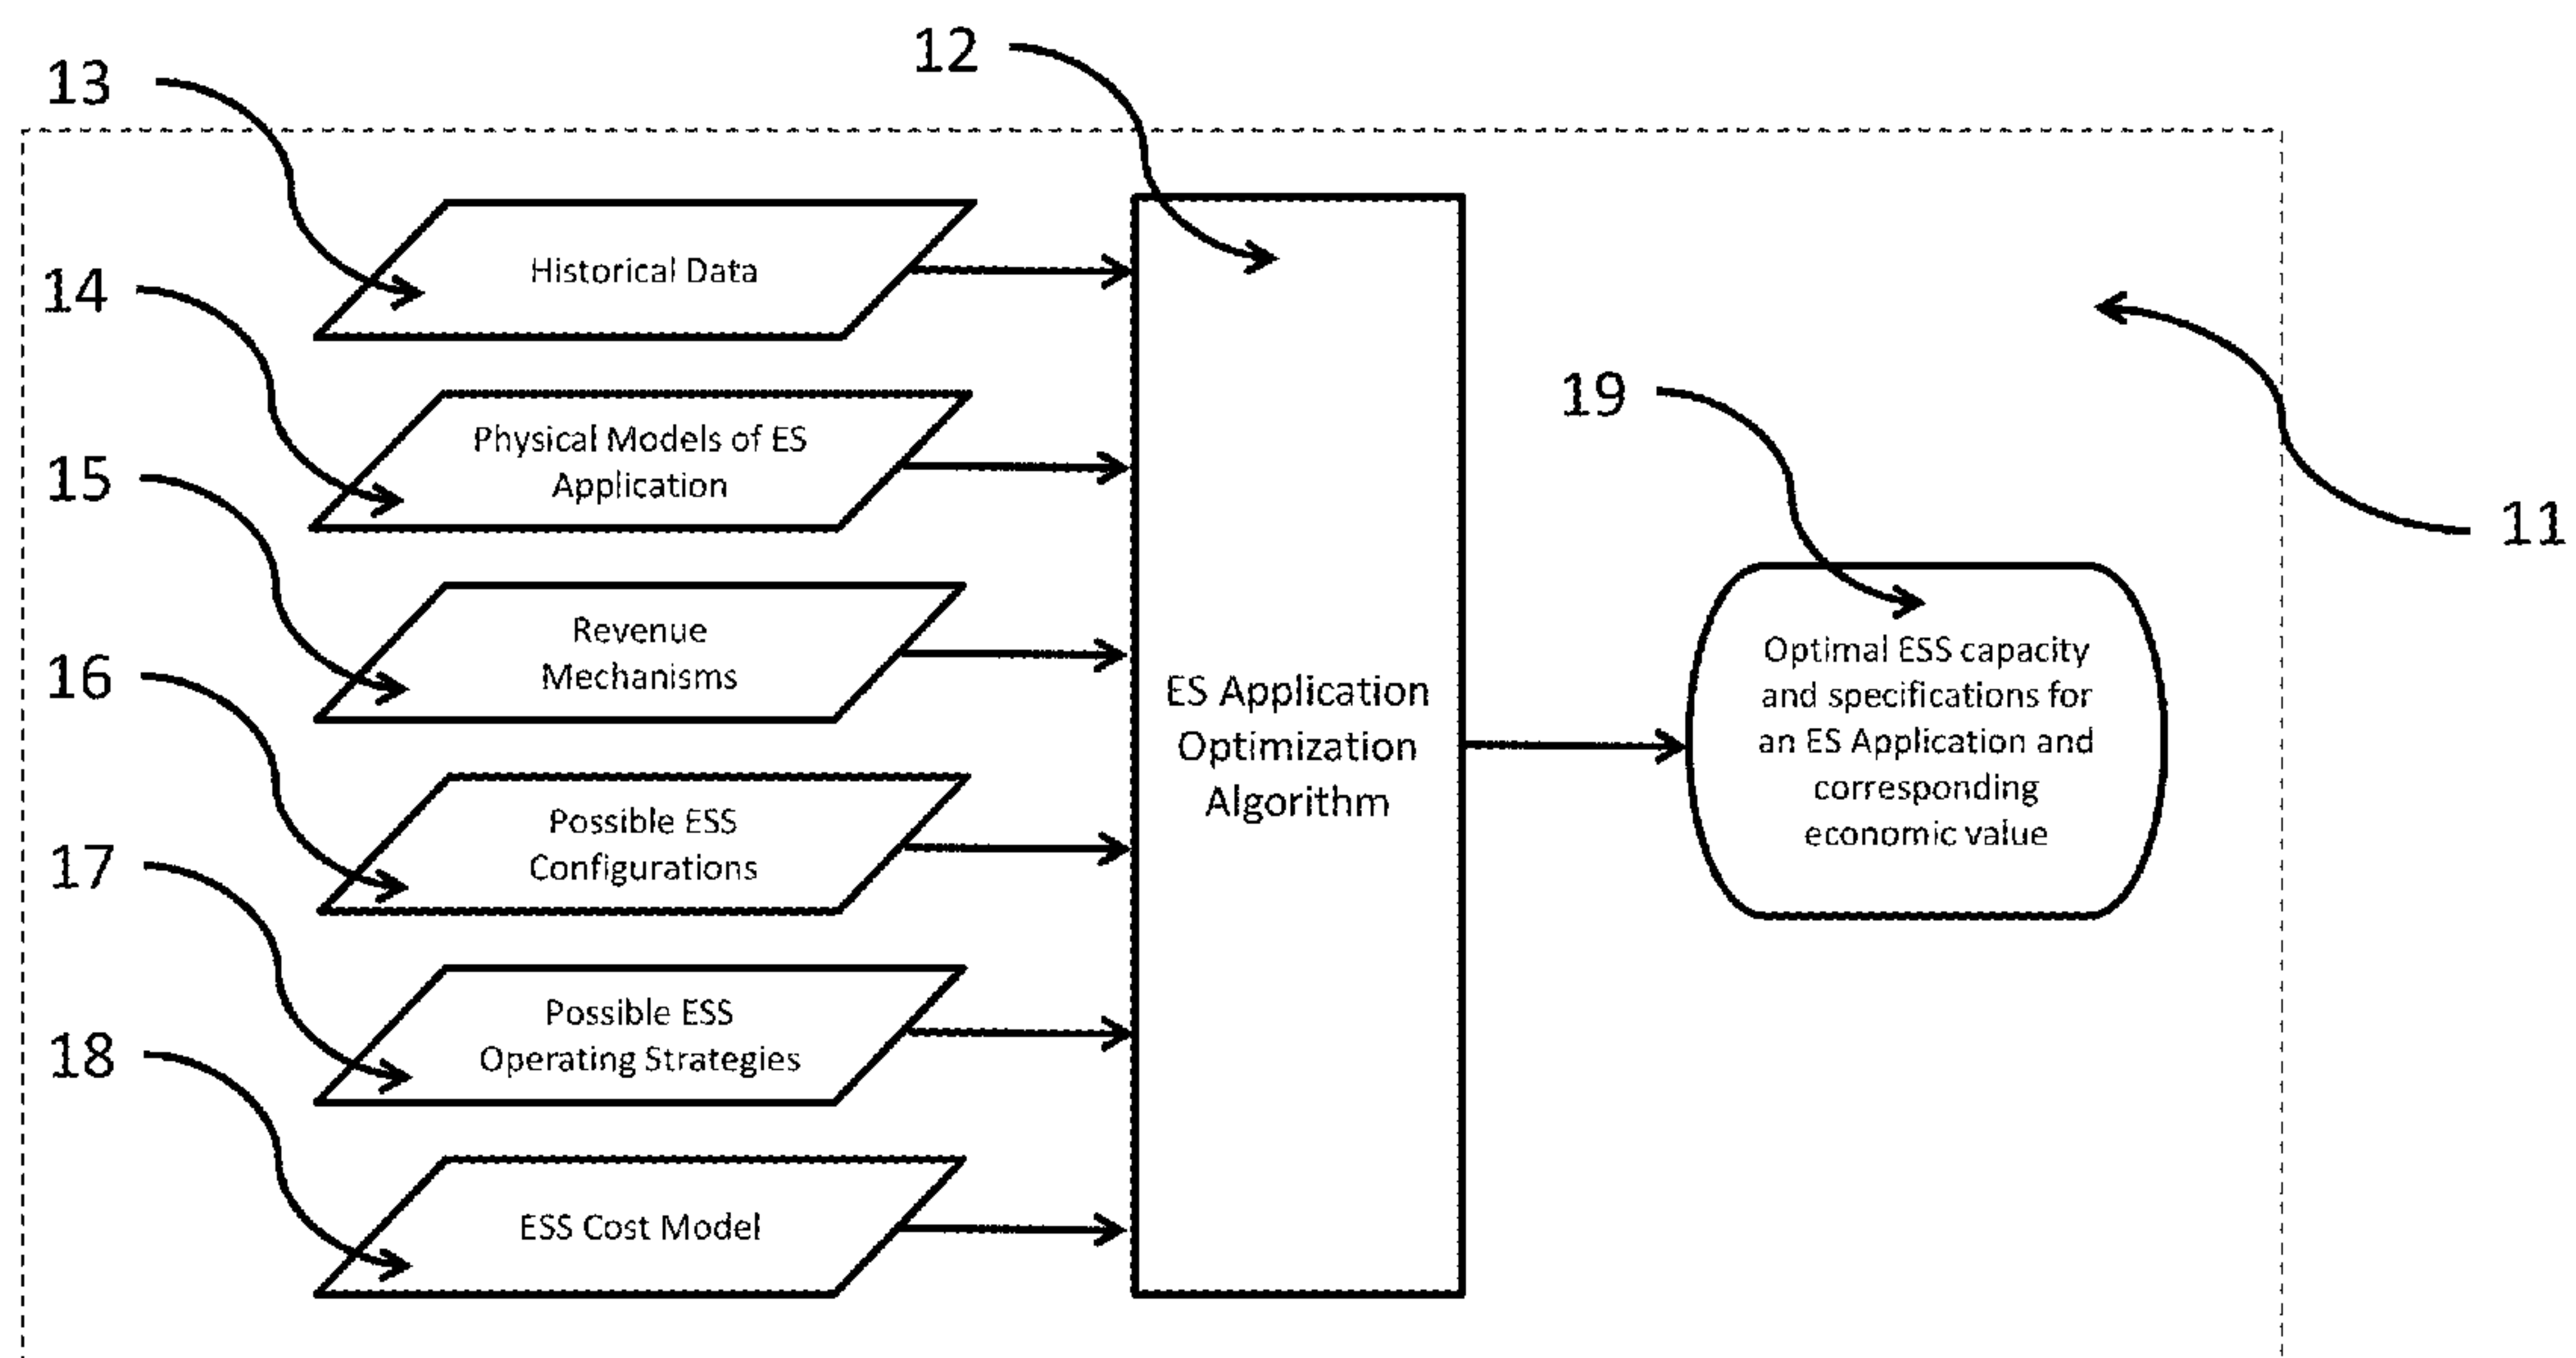 12
13
Historical Data
14
Physical Models of ES
Application
15
Revenue
Mechanisms
16
Possible ESS
Configurations
17
Possible ESS
Operating Strategies
18
ESS Cost Model
ES Application
Optimization
Algorithm
19
Optimal ESS capacity
and specifications for
an ES Application and
corresponding
economic value
11